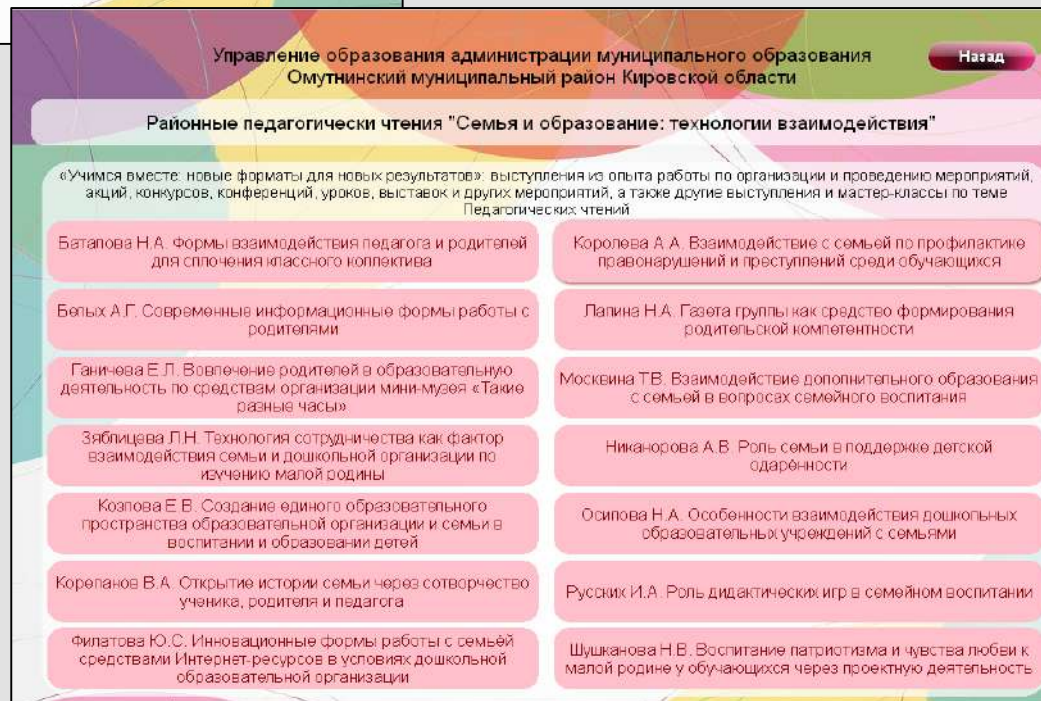 Управление образования администрации муниципального образования
Омутнинский муниципальный район Кировской области
Назад
Районные педагогически чтения "Семья и образование: технологии взаимодействия"
«Учимся вместе: новые форматы для новых результатов»: выступления из опыта работы по организации и проведению мероприятий,
акций, конкурсов, конференций, уроков, выставок и других мероприятий, а также другие выступления и мастер-классы по теме
Педагогических чтений
Батапова Н.А. Формы взаимодействия педагога и родителей
для сплочения классного коллектива
Белых А.Г. Современные информационные формы работы с
родителями
Ганичева Е.Л. Вовлечение родителей в образовательную
деятельность по средствам организации мини-музея «Такие
разные часы»
Зяблицева Л.Н. Технология сотрудничества как фактор
взаимодействия семьи и дошкольной организации по
изучению малой родины
Козлова Е.В. Создание единого образовательного
пространства образовательной организации и семьи в
воспитании и образовании детей
Корепанов В.А. Открытие истории семьи через сотворчество
ученика, родителя и педагога
Филатова Ю.С. Инновационные формы работы с семьёй
средствами Интернет-ресурсов в условиях дошкольной
образовательной организации
Королева А.А. Взаимодействие с семьей по профилактике
правонарушений и преступлений среди обучающихся
Лапина Н.А. Газета группы как средство формирования
родительской компетентности
Москвина Т.В. Взаимодействие дополнительного образования
с семьей в вопросах семейного воспитания
Никанорова А.В. Роль семьи в поддержке детской
одарённости
Осипова Н.А. Особенности взаимодействия дошкольных
образовательных учреждений с семьями
Русских И.А. Роль дидактических игр в семейном воспитании
Шушканова Н.В. Воспитание патриотизма и чувства любви к
малой родине у обучающихся через проектную деятельность